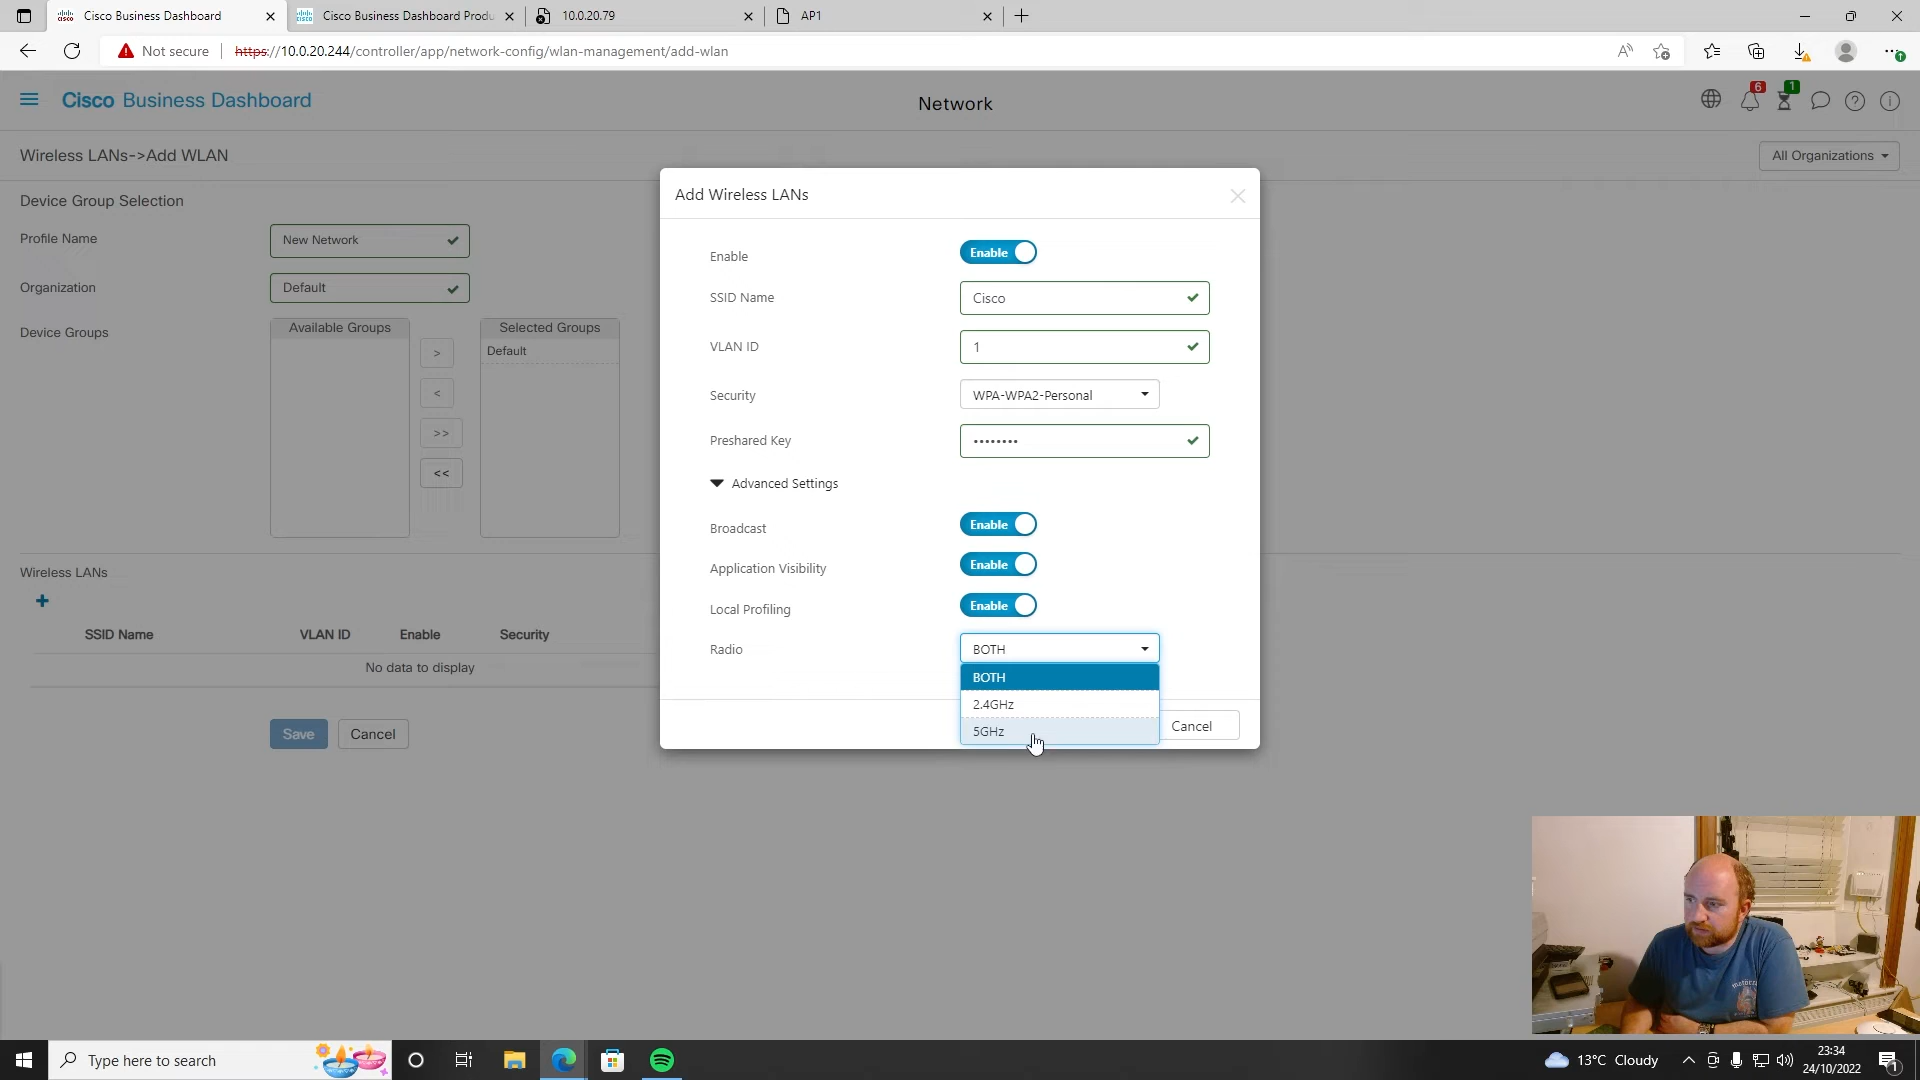 Cisco Business Dashboard
Cisco Business Dashboard Produ
10.0.20.79
AP1
Not secure
https://10.0.20.244/controller/app/network-config/wlan-management/add-wlan
Cisco Business Dashboard
Network
6
1
Wireless LANs->Add WLAN
All Organizations
Device Group Selection
Profile Name
New Network
Organization
Default
Device Groups
Available Groups
Selected Groups
Default
>
<
>>
<<
Wireless LANs
SSID Name
VLAN ID
Enable
Security
No data to display
Save
Cancel
Add Wireless LANs
Enable
Enable
SSID Name
Cisco
VLAN ID
1
Security
WPA-WPA2-Personal
Preshared Key
••••••••
Advanced Settings
Broadcast
Enable
Application Visibility
Enable
Local Profiling
Enable
Radio
BOTH
BOTH
2.4GHz
5GHz
Cancel
Type here to search
13°C Cloudy
23:34
24/10/2022
1